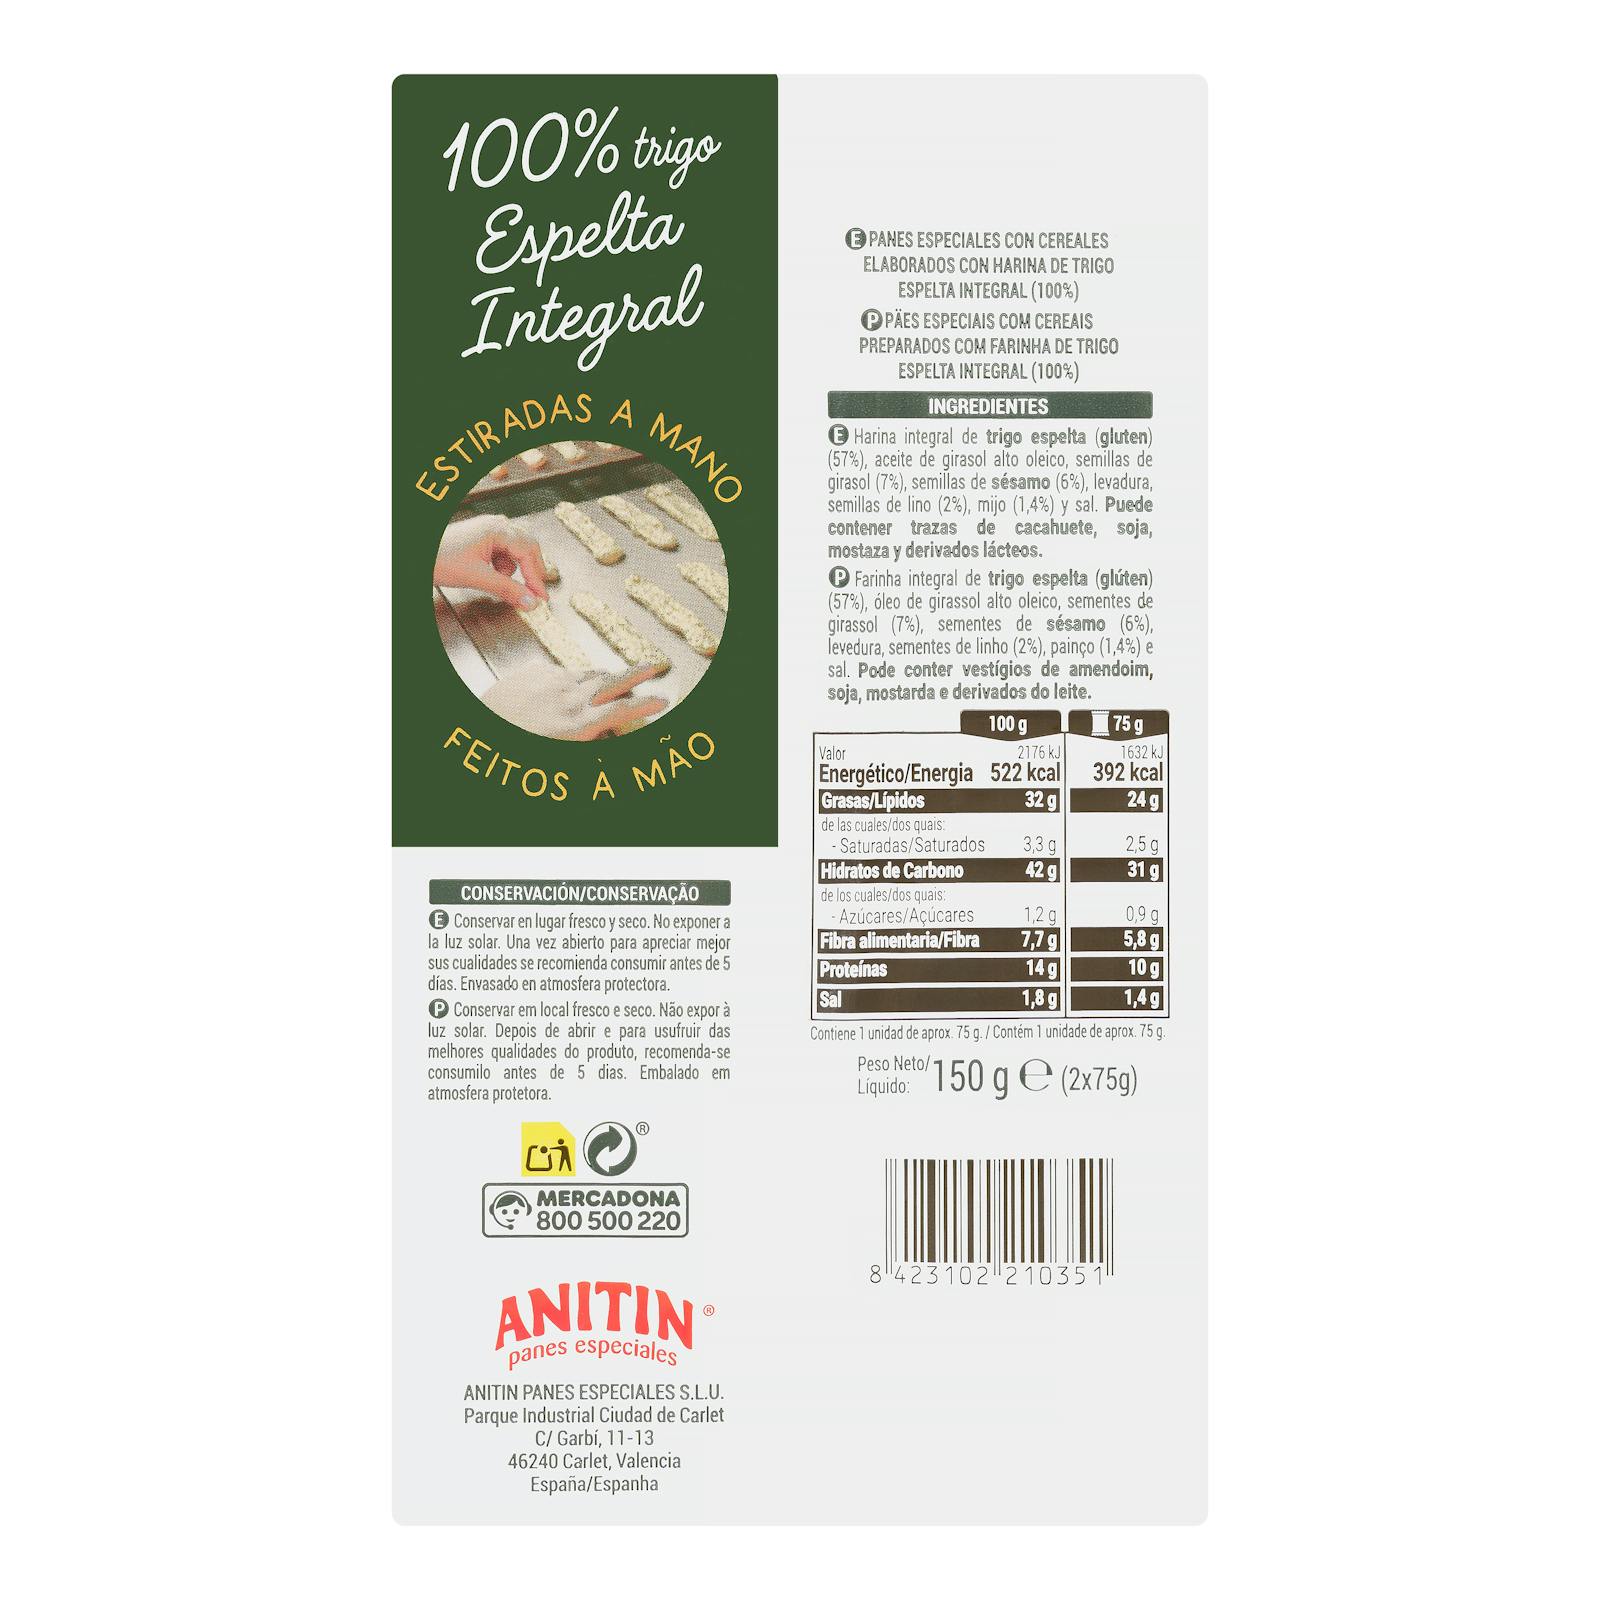 100% trigo
Espelta
Integral
ESTIRADAS A MANO
FEITOS À MÃO
CONSERVACIÓN/CONSERVAÇÃO
E Conservar en lugar fresco y seco. No exponer a
la luz solar. Una vez abierto para apreciar mejor
sus cualidades se recomienda consumir antes de 5
días. Envasado en atmosfera protectora.
P Conservar em local fresco e seco. Não expor à
luz solar. Depois de abrir e para usufruir das
melhores qualidades do produto, recomenda-se
consumilo antes de 5 dias. Embalado em
atmosfera protetora.
®
MERCADONA
800 500 220
ANITIN ®
panes especiales
ANITIN PANES ESPECIALES S.L.U.
Parque Industrial Ciudad de Carlet
C/ Garbí, 11-13
46240 Carlet, Valencia
España/Espanha
E PANES ESPECIALES CON CEREALES
ELABORADOS CON HARINA DE TRIGO
ESPELTA INTEGRAL (100%)
P PÄES ESPECIAIS COM CEREAIS
PREPARADOS COM FARINHA DE TRIGO
ESPELTA INTEGRAL (100%)
INGREDIENTES
E Harina integral de trigo espelta (gluten)
(57%), aceite de girasol alto oleico, semillas de
girasol (7%), semillas de sésamo (6%), levadura,
semillas de lino (2%), mijo (1,4%) y sal. Puede
contener trazas de cacahuete, soja,
mostaza y derivados lácteos.
P Farinha integral de trigo espelta (glúten)
(57%), óleo de girassol alto oleico, sementes de
girassol (7%), sementes de sésamo (6%),
levedura, sementes de linho (2%), painço (1,4%) e
sal. Pode conter vestígios de amendoim,
soja, mostarda e derivados do leite.
100 g 75 g
Valor 2176 kJ 1632 kJ
Energético/Energia 522 kcal 392 kcal
Grasas/Lípidos 32 g 24 g
de las cuales/dos quais:
- Saturadas/Saturados 3,3 g 2,5 g
Hidratos de Carbono 42 g 31 g
de los cuales/dos quais:
- Azúcares/Açúcares 1,2 g 0,9 g
Fibra alimentaria/Fibra 7,7 g 5,8 g
Proteínas 14 g 10 g
Sal 1,8 g 1,4 g
Contiene 1 unidad de aprox. 75 g. / Contém 1 unidade de aprox. 75 g.
Peso Neto/
Líquido: 150 g ℮ (2x75g)
8 423102 210351